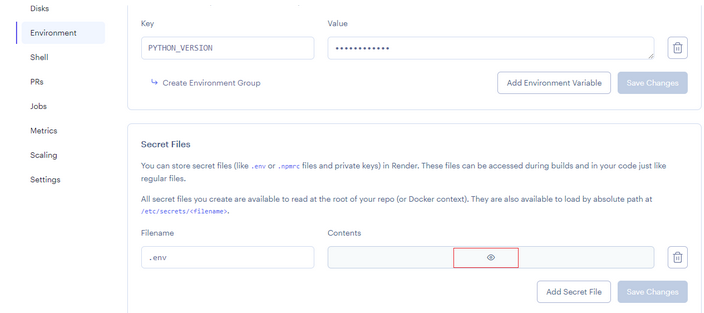 Disks
Environment
Shell
PRs
Jobs
Metrics
Scaling
Settings
Key
Value
PYTHON_VERSION
••••••••••••
Create Environment Group
Add Environment Variable
Save Changes
Secret Files
You can store secret files (like .env or .npmrc files and private keys) in Render. These files can be accessed during builds and in your code just like
regular files.
All secret files you create are available to read at the root of your repo (or Docker context). They are also available to load by absolute path at
/etc/secrets/<filename>.
Filename
Contents
.env
Add Secret File
Save Changes